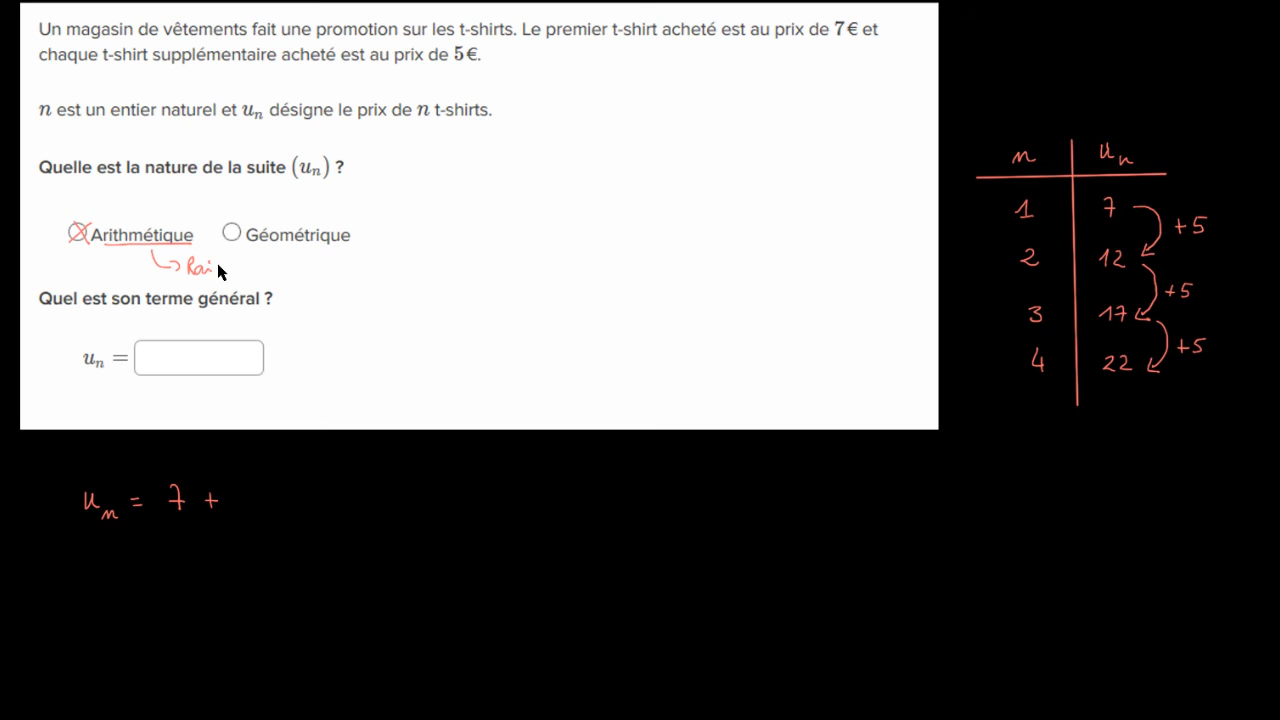 Un magasin de vêtements fait une promotion sur les t-shirts. Le premier t-shirt acheté est au prix de 7 € et
chaque t-shirt supplémentaire acheté est au prix de 5 €.
n est un entier naturel et uₙ désigne le prix de n t-shirts.
Quelle est la nature de la suite (uₙ) ?
Arithmétique Géométrique
Rai
Quel est son terme général ?
uₙ =
n uₙ
1 7
+5
2 12
+5
3 17
+5
4 22
uₙ = 7 +